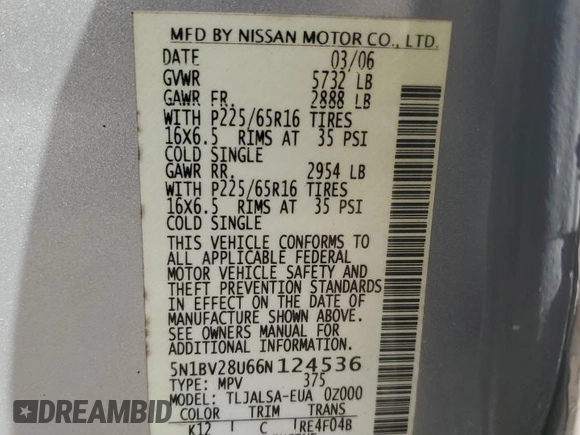 MFD BY NISSAN MOTOR CO., LTD.
DATE 03/06
GVWR 5732 LB
GAWR FR. 2888 LB
WITH P225/65R16 TIRES
16X6.5 RIMS AT 35 PSI
COLD SINGLE
GAWR RR. 2954 LB
WITH P225/65R16 TIRES
16X6.5 RIMS AT 35 PSI
COLD SINGLE
THIS VEHICLE CONFORMS TO
ALL APPLICABLE FEDERAL
MOTOR VEHICLE SAFETY AND
THEFT PREVENTION STANDARDS
IN EFFECT ON THE DATE OF
MANUFACTURE SHOWN ABOVE.
SEE OWNERS MANUAL FOR
ADDITIONAL INFORMATION.
5N1BV28U66N124536
TYPE: MPV 375
MODEL: TLJALSA-EUA 0Z000
COLOR TRIM TRANS
K12 C RE4F04B
BIDHISTORY
.COM